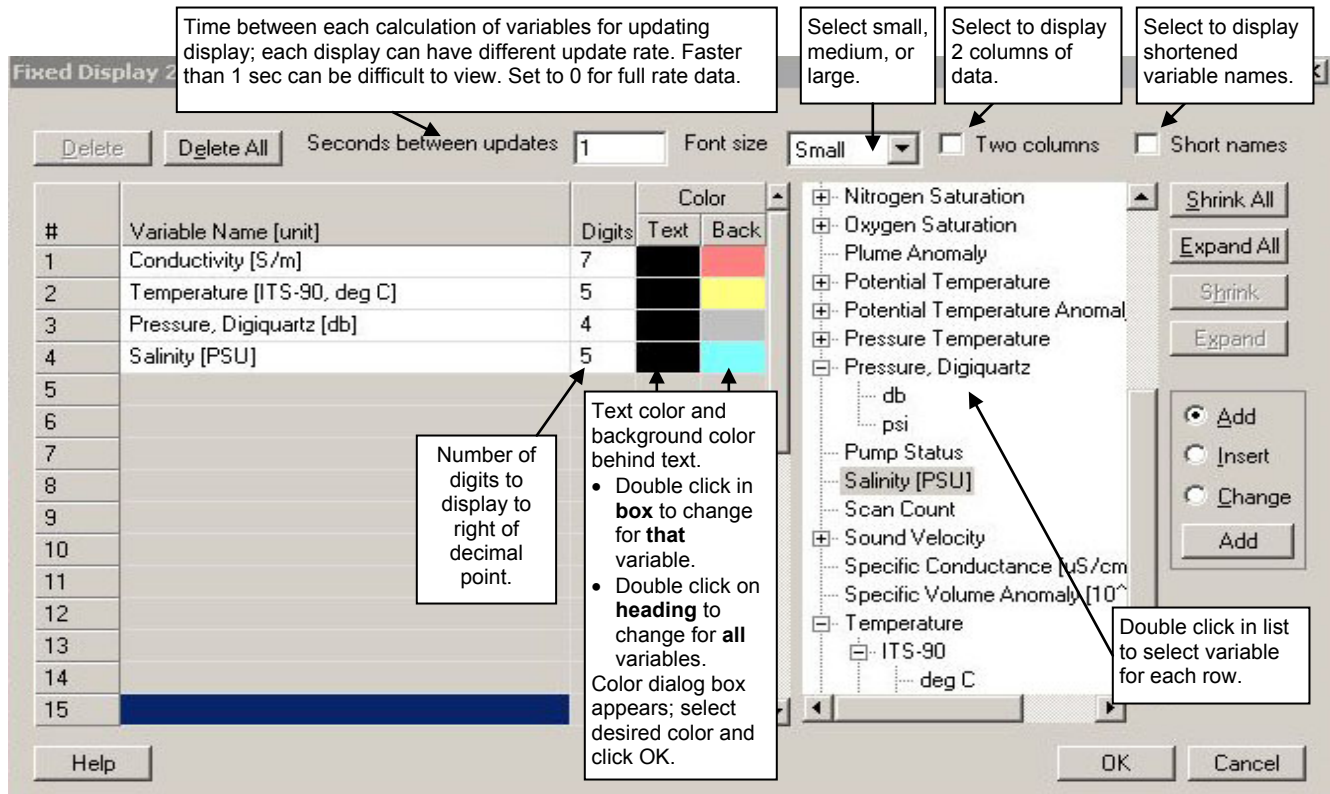 Time between each calculation of variables for updating
display; each display can have different update rate. Faster
than 1 sec can be difficult to view. Set to 0 for full rate data.
Select small,
medium, or
large.
Select to display
2 columns of
data.
Select to display
shortened
variable names.
Fixed Display 2
Delete
Delete All
Seconds between updates
1
Font size
Small
Two columns
Short names
# Variable Name [unit] Digits Color
Text Back
1 Conductivity [S/m] 7
2 Temperature [ITS-90, deg C] 5
3 Pressure, Digiquartz [db] 4
4 Salinity [PSU] 5
5
6
7
8
9
10
11
12
13
14
15
Number of
digits to
display to
right of
decimal
point.
Text color and
background color
behind text.
• Double click in
box to change
for that
variable.
• Double click on
heading to
change for all
variables.
Color dialog box
appears; select
desired color and
click OK.
Nitrogen Saturation
Oxygen Saturation
Plume Anomaly
Potential Temperature
Potential Temperature Anomal
Pressure Temperature
Pressure, Digiquartz
db
psi
Pump Status
Salinity [PSU]
Scan Count
Sound Velocity
Specific Conductance [uS/cm
Specific Volume Anomaly [10^
Temperature
ITS-90
deg C
Double click in list
to select variable
for each row.
Shrink All
Expand All
Shrink
Expand
Add
Insert
Change
Add
Help
OK
Cancel